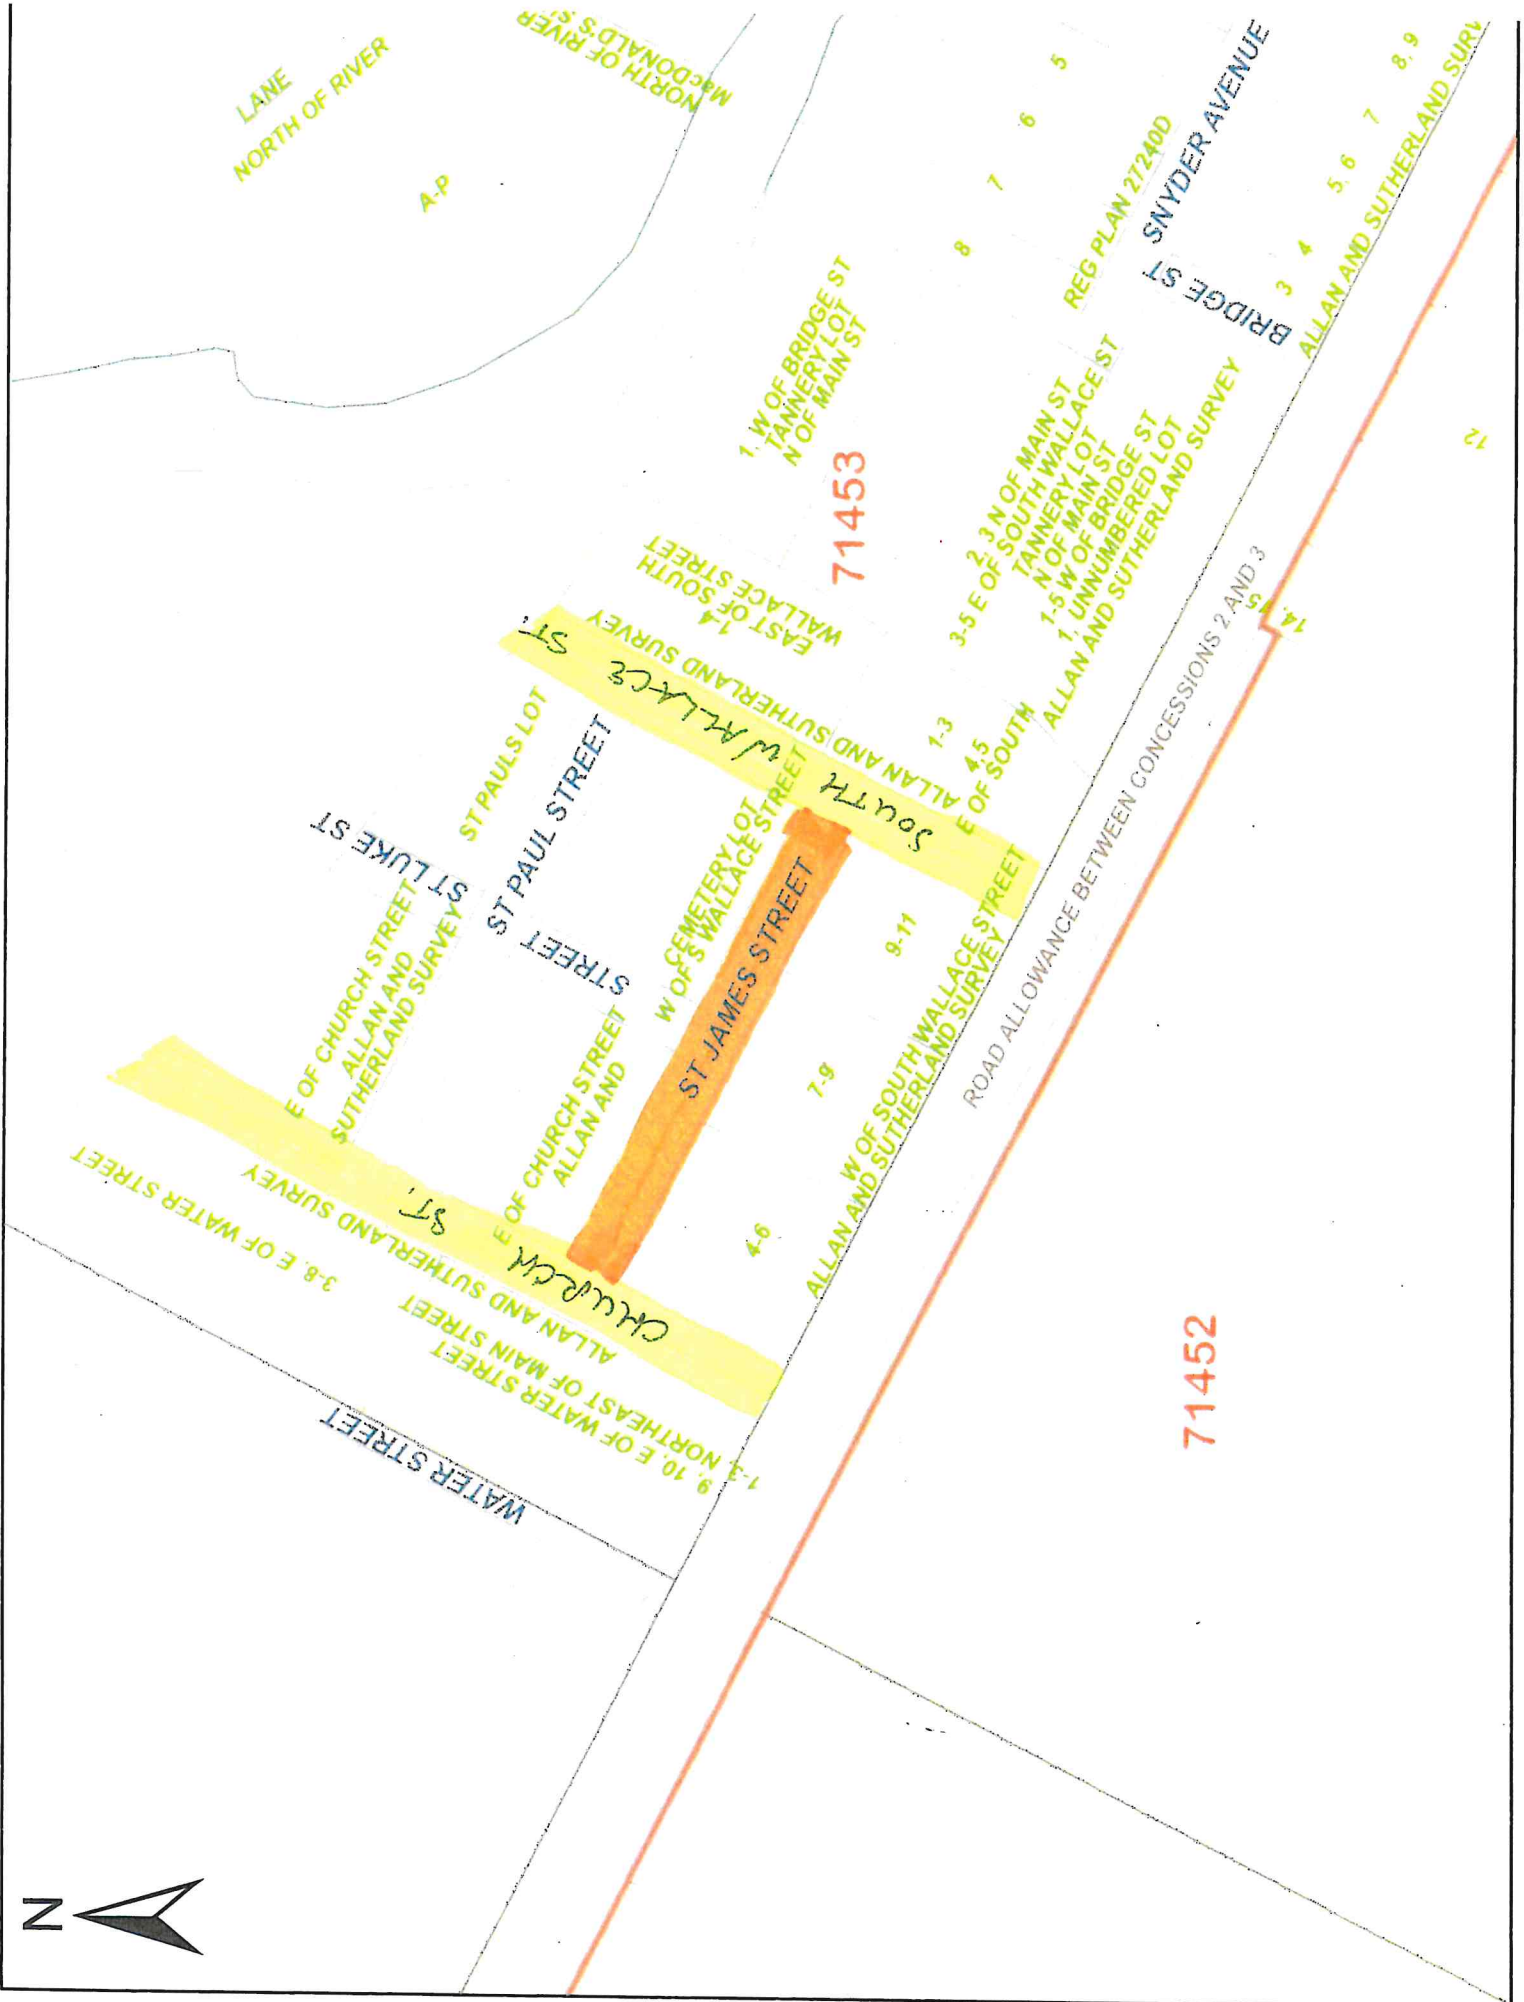 N
LANE
NORTH OF RIVER
A-P
NORTH OF RIVER
MacDONALD'S
5
6
7
8
REG PLAN 27240D
SNYDER AVENUE
BRIDGE ST
8, 9
7
5, 6
4
3
ALLAN AND SUTHERLAND SURV
12
1, W OF BRIDGE ST
TANNERY LOT
N OF MAIN ST
71453
2, 3 N OF MAIN ST
3-5 E OF SOUTH WALLACE ST
TANNERY LOT
N OF MAIN ST
1-5 W OF BRIDGE ST
1, UNNUMBERED LOT
ALLAN AND SUTHERLAND SURVEY
1-4
EAST OF SOUTH
WALLACE STREET
ALLAN AND SUTHERLAND SURVEY
SOUTH WALLACE ST.
1-3
4,5
E OF SOUTH
ROAD ALLOWANCE BETWEEN CONCESSIONS 2 AND 3
14, 15
ST PAULS LOT
ST PAUL STREET
ST LUKE ST
ST
STREET S
STREET
E OF CHURCH STREET
ALLAN AND
SUTHERLAND SURVEY
CEMETERY LOT
W OF S WALLACE STREET
E OF CHURCH STREET
ALLAN AND
ST JAMES STREET
9-11
7-9
4-6
W OF SOUTH WALLACE STREET
ALLAN AND SUTHERLAND SURVEY
CHURCH ST.
3-8, E OF WATER STREET
ALLAN AND SUTHERLAND SURVEY
9, 10, E OF WATER STREET
1-3, NORTHEAST OF MAIN STREET
WATER STREET
71452